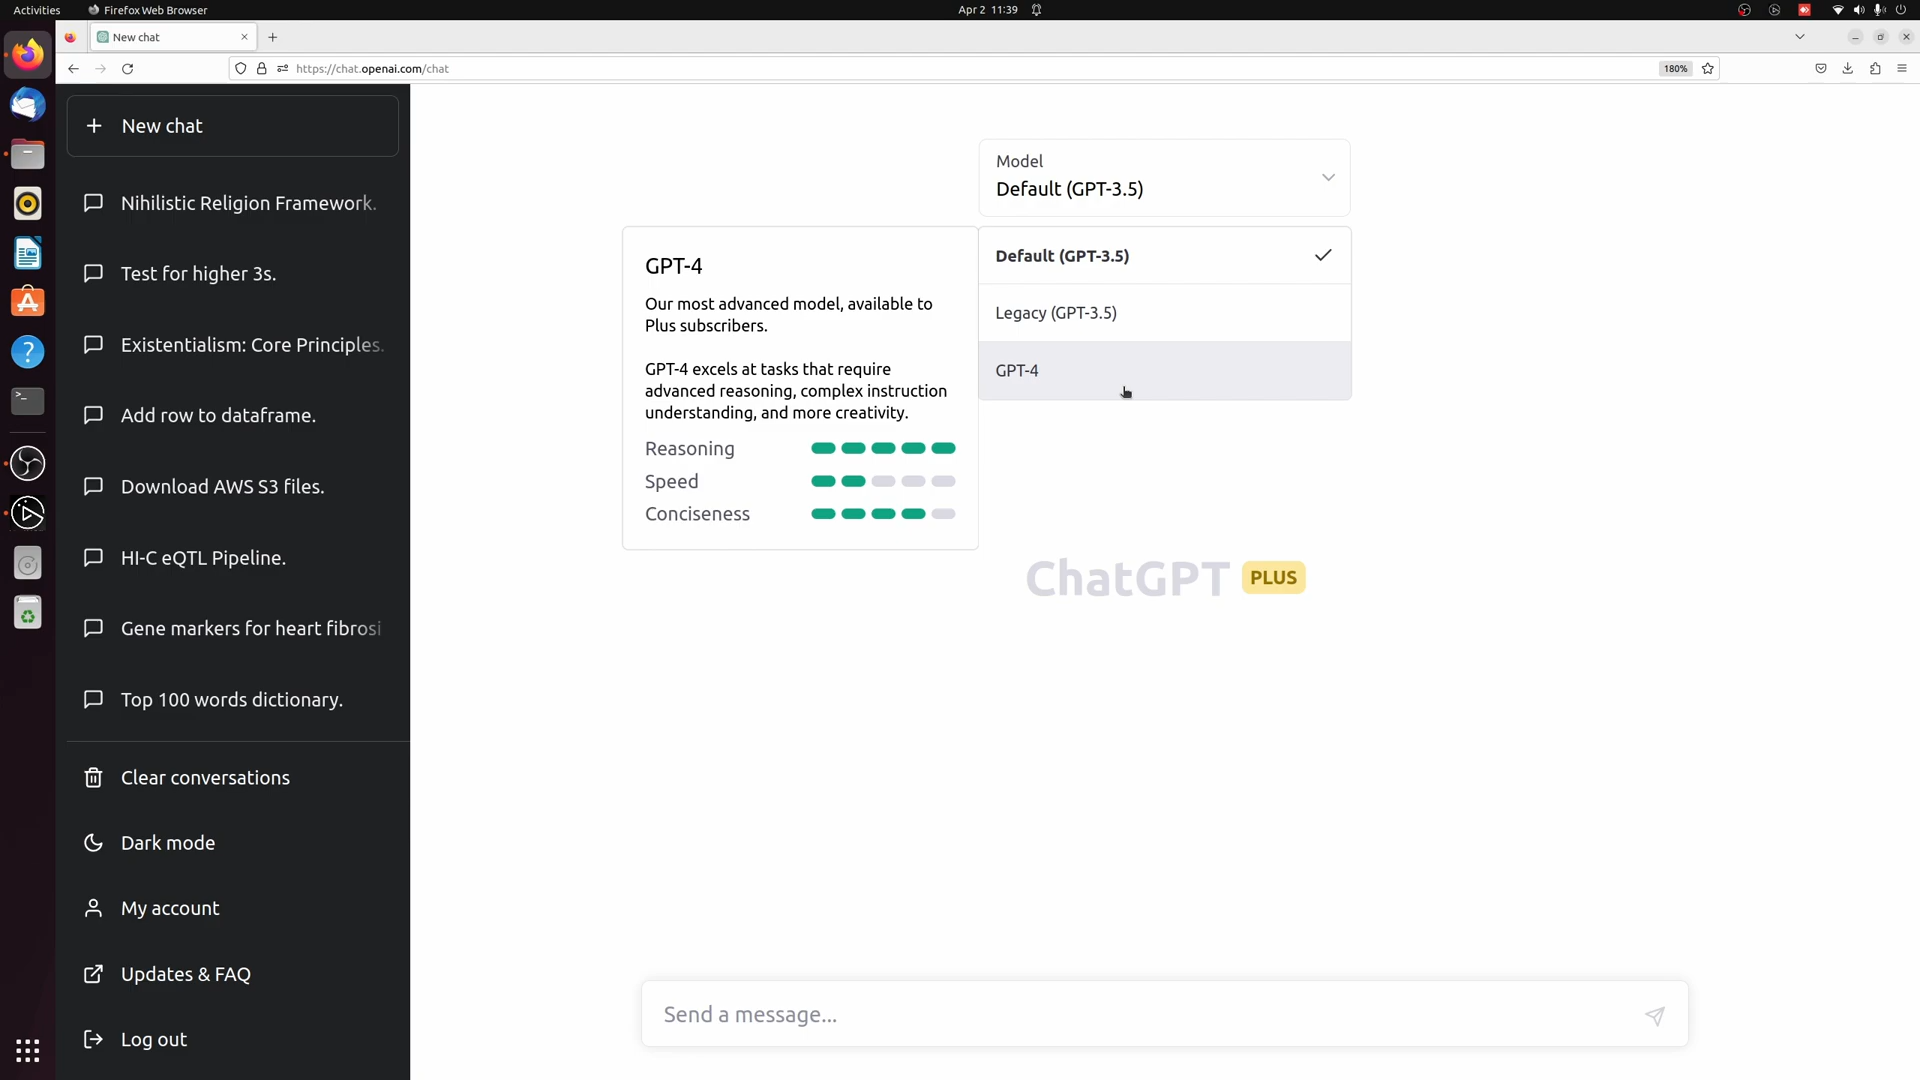 Activities
Firefox Web Browser
Apr 2 11:39
New chat
https://chat.openai.com/chat
180%
New chat
Nihilistic Religion Framework.
Test for higher 3s.
Existentialism: Core Principles.
Add row to dataframe.
Download AWS S3 files.
HI-C eQTL Pipeline.
Gene markers for heart fibrosi
Top 100 words dictionary.
Clear conversations
Dark mode
My account
Updates & FAQ
Log out
Model
Default (GPT-3.5)
Default (GPT-3.5)
Legacy (GPT-3.5)
GPT-4
GPT-4
Our most advanced model, available to
Plus subscribers.
GPT-4 excels at tasks that require
advanced reasoning, complex instruction
understanding, and more creativity.
Reasoning
Speed
Conciseness
ChatGPT PLUS
Send a message...